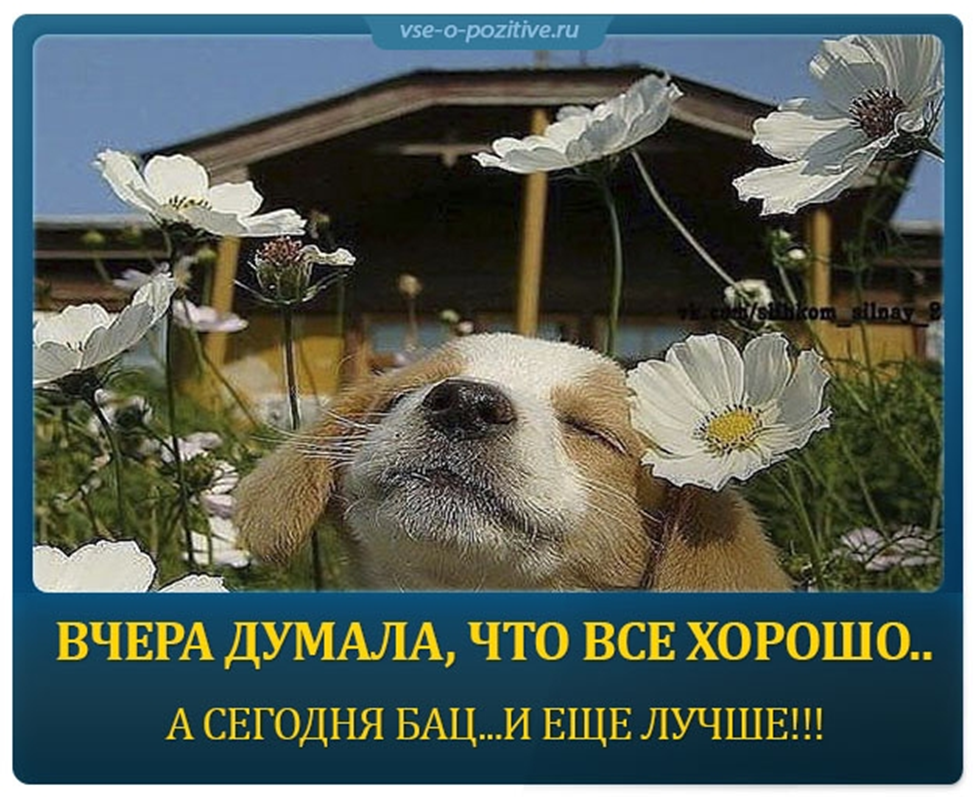 vse-o-pozitive.ru
ВЧЕРА ДУМАЛА, ЧТО ВСЕ ХОРОШО..
А СЕГОДНЯ БАЦ...И ЕЩЕ ЛУЧШЕ!!!